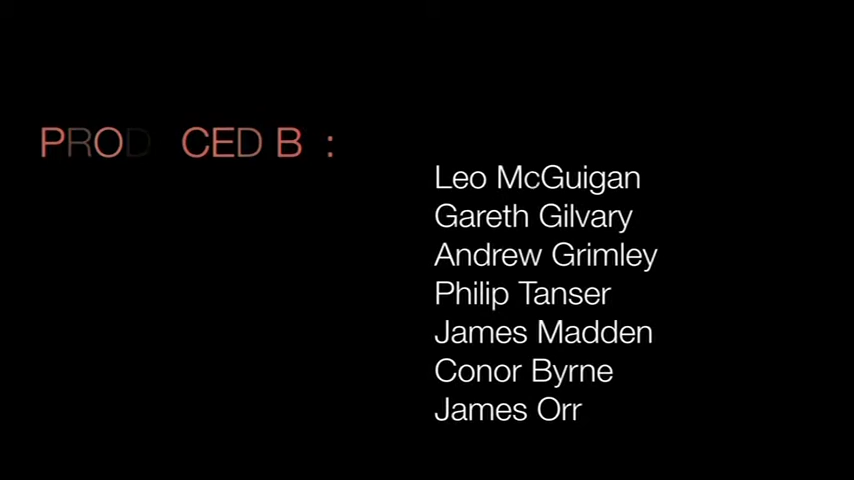 PROD CED B :
Leo McGuigan
Gareth Gilvary
Andrew Grimley
Philip Tanser
James Madden
Conor Byrne
James Orr